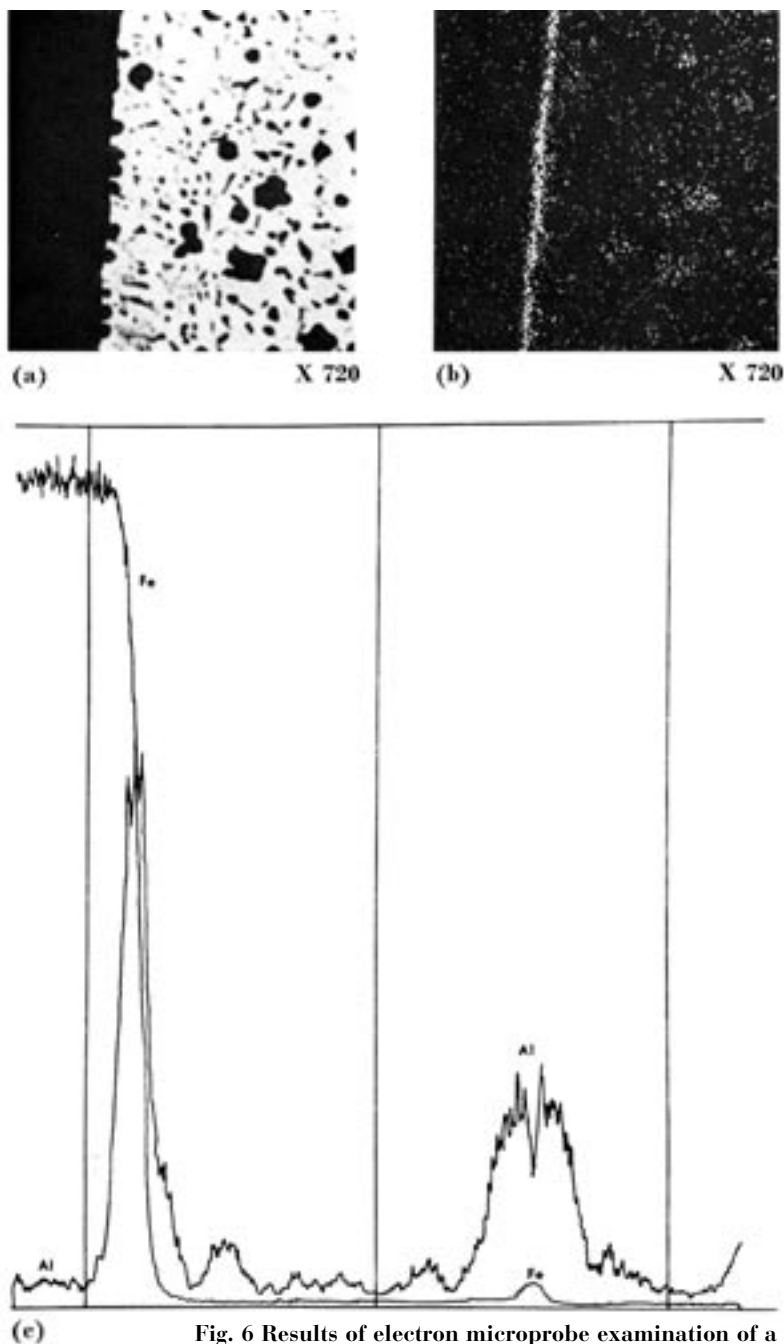 (a) X 720 (b) X 720
Fe
Al
Al
Fe
(c) Fig. 6 Results of electron microprobe examination of a